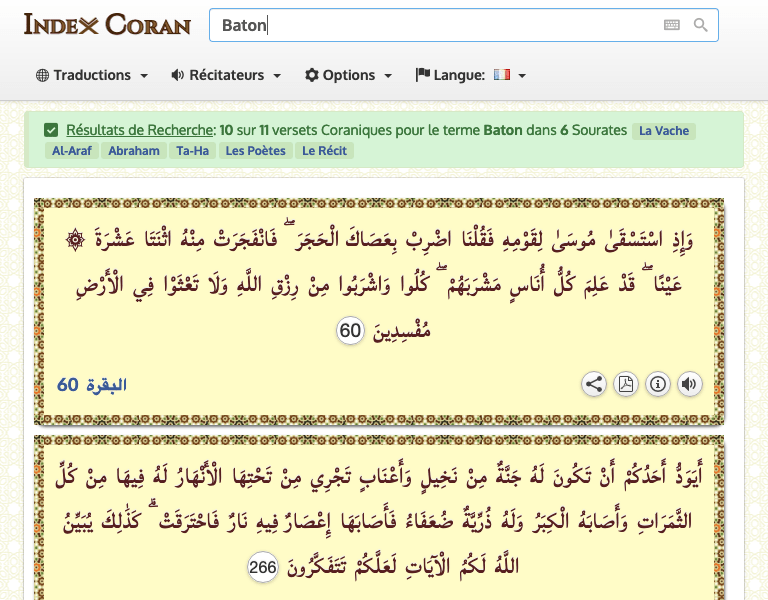 INDEX CORAN
Baton
Traductions
Récitateurs
Options
Langue:
Résultats de Recherche: 10 sur 11 versets Coraniques pour le terme Baton dans 6 Sourates La Vache
Al-Araf Abraham Ta-Ha Les Poètes Le Récit
۞ وَإِذِ اسْتَسْقَىٰ مُوسَىٰ لِقَوْمِهِ فَقُلْنَا اضْرِبْ بِعَصَاكَ الْحَجَرَ ۖ فَانْفَجَرَتْ مِنْهُ اثْنَتَا عَشْرَةَ
عَيْنًا ۖ قَدْ عَلِمَ كُلُّ أُنَاسٍ مَشْرَبَهُمْ ۖ كُلُوا وَاشْرَبُوا مِنْ رِزْقِ اللَّهِ وَلَا تَعْثَوْا فِي الْأَرْضِ
مُفْسِدِينَ 60
البقرة 60
أَيَوَدُّ أَحَدُكُمْ أَنْ تَكُونَ لَهُ جَنَّةٌ مِنْ نَخِيلٍ وَأَعْنَابٍ تَجْرِي مِنْ تَحْتِهَا الْأَنْهَارُ لَهُ فِيهَا مِنْ كُلِّ
الثَّمَرَاتِ وَأَصَابَهُ الْكِبَرُ وَلَهُ ذُرِّيَّةٌ ضُعَفَاءُ فَأَصَابَهَا إِعْصَارٌ فِيهِ نَارٌ فَاحْتَرَقَتْ ۗ كَذَٰلِكَ يُبَيِّنُ
اللَّهُ لَكُمُ الْآيَاتِ لَعَلَّكُمْ تَتَفَكَّرُونَ 266